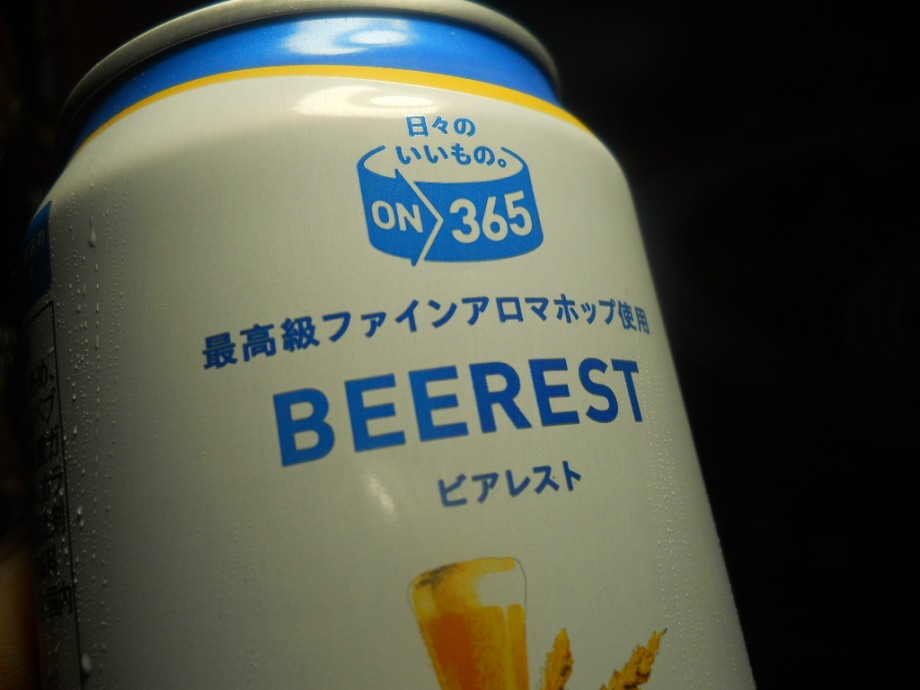 日々の
いいもの。
ON 365
最高級ファインアロマホップ使用
BEEREST
ビアレスト